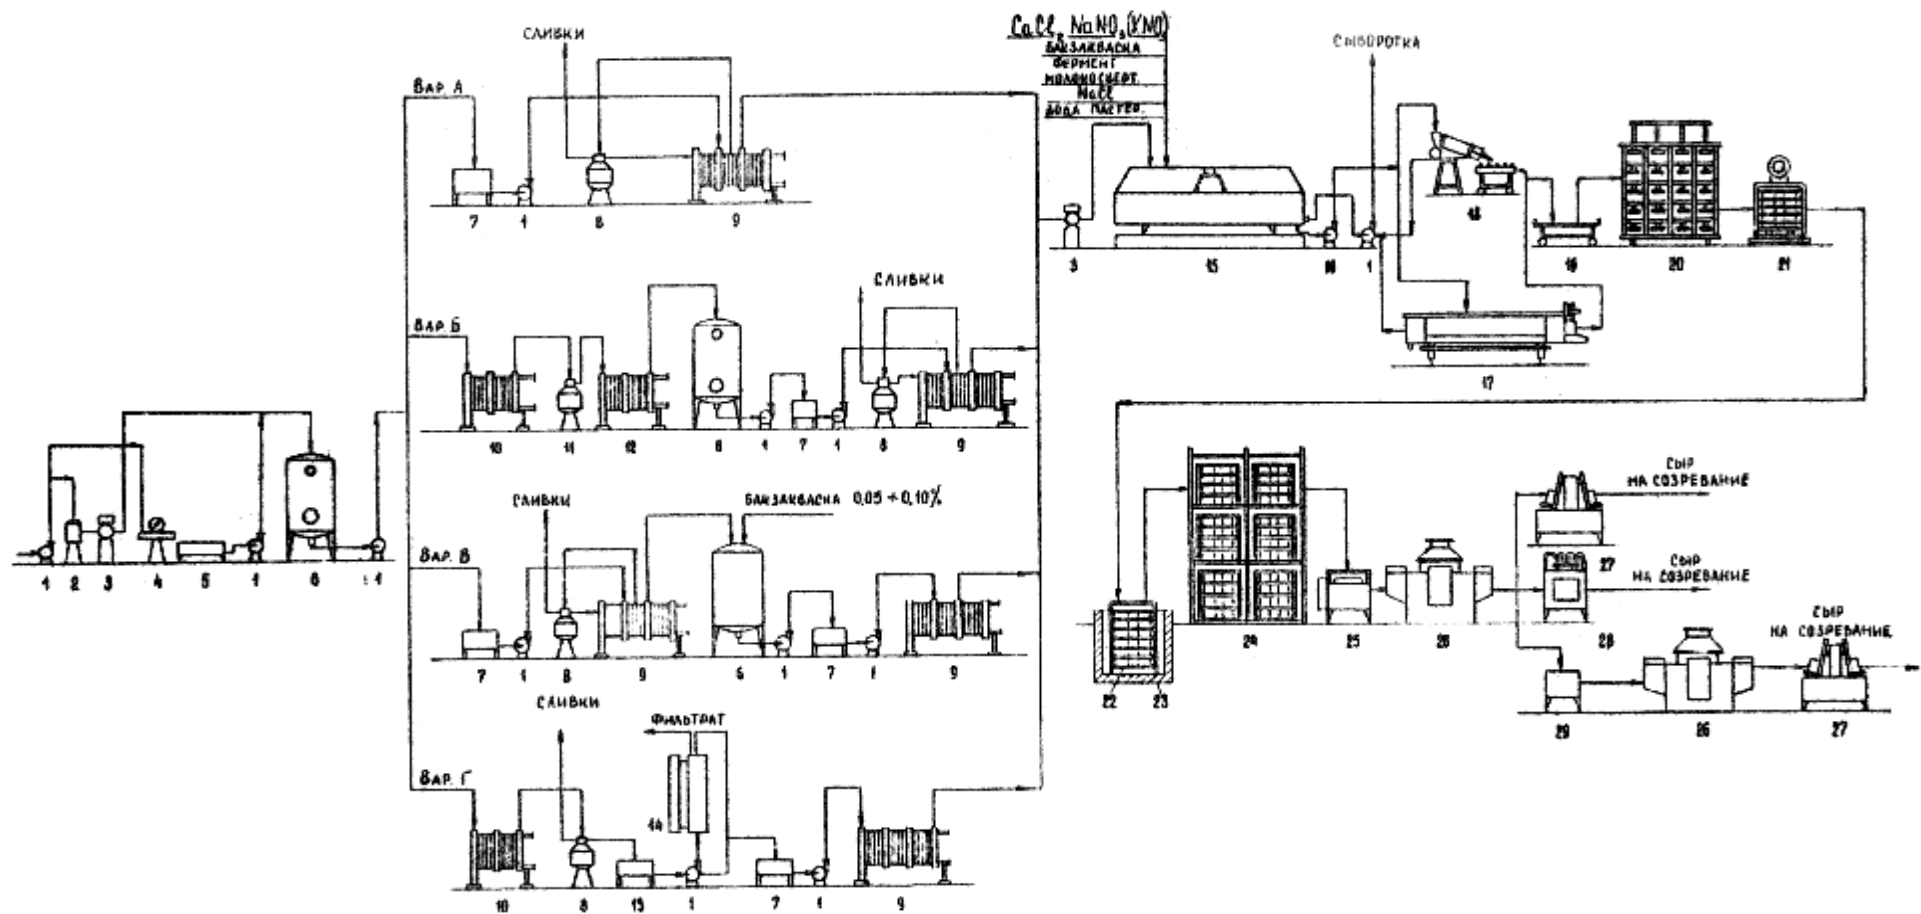 СЛИВКИ
ВАР. А
7 1 8 9
CaCl₂ NaNO₃(KNO₃)
БАКЗАКВАСКА
ФЕРМЕНТ
МОЛОКОСВЕРТ.
NaCl
ВОДА ПАСТЕР.
СЫВОРОТКА
3 15 16 1 18 19 20 21
17
ВАР. Б
СЛИВКИ
10 11 12 6 1 7 1 8 9
1 2 3 4 5 1 6 1
ВАР. В
СЛИВКИ
БАКЗАКВАСКА 0,05 ÷ 0,10%
7 1 8 9 6 1 7 1 9
ВАР. Г
СЛИВКИ
ФИЛЬТРАТ
14
10 8 13 1 7 1 9
СЫР
НА СОЗРЕВАНИЕ
27
СЫР
НА СОЗРЕВАНИЕ
22 23 24 25 26 28
СЫР
НА СОЗРЕВАНИЕ
29 26 27